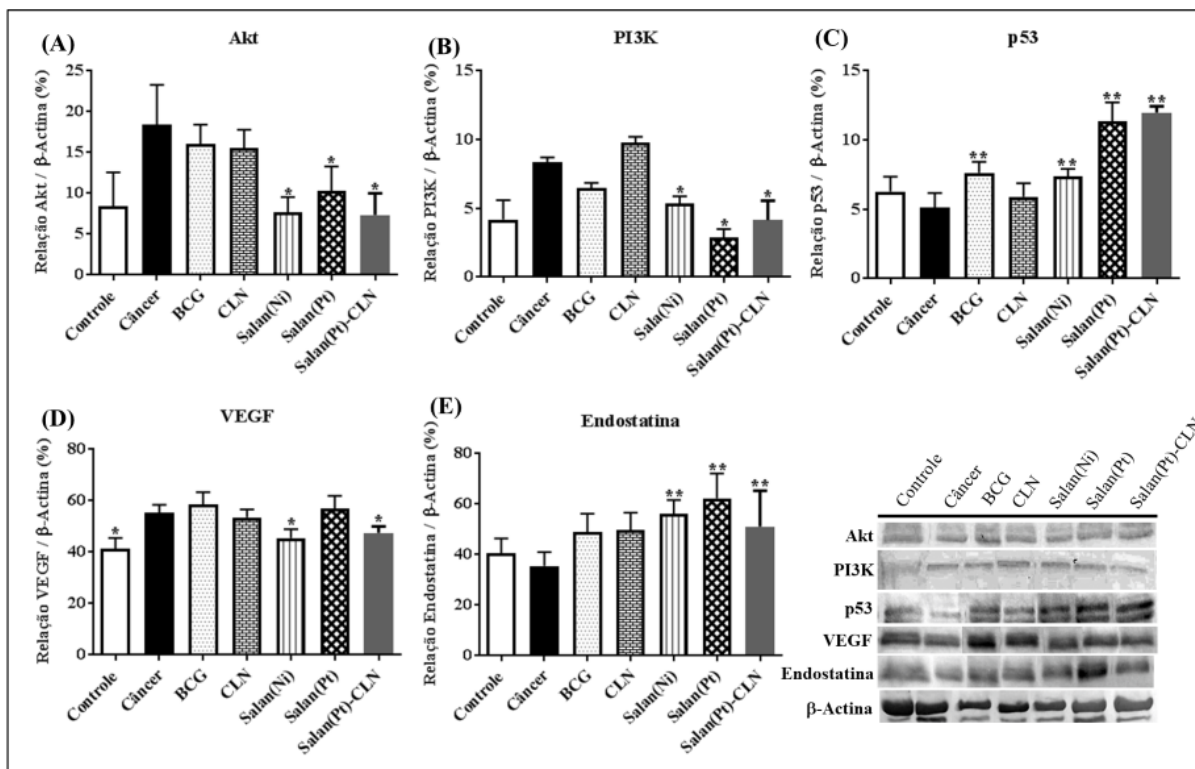 (A)
Akt
Relação Akt / β-Actina (%)
25
20
15
10
5
0
*
*
*
Controle
Câncer
BCG
CLN
Salan(Ni)
Salan(Pt)
Salan(Pt)-CLN
(B)
PI3K
Relação PI3K / β-Actina (%)
15
10
5
0
*
*
*
Controle
Câncer
BCG
CLN
Sala(Ni)
Salan(Pt)
Salan(Pt)-CLN
(C)
p53
Relação p53 / β-Actina (%)
15
10
5
0
**
**
**
**
Controle
Câncer
BCG
CLN
Salan(Ni)
Salan(Pt)
Salan(Pt)-CLN
(D)
VEGF
Relação VEGF / β-Actina (%)
80
60
40
20
0
*
*
*
Controle
Câncer
BCG
CLN
Salan(Ni)
Salan(Pt)
Salan(Pt)-CLN
(E)
Endostatina
Relação Endostatina / β-Actina (%)
80
60
40
20
0
**
**
**
Controle
Câncer
BCG
CLN
Salan(Ni)
Salan(Pt)
Salan(Pt)-CLN
Controle
Câncer
BCG
CLN
Salan(Ni)
Salan(Pt)
Salan(Pt)-CLN
Akt
PI3K
p53
VEGF
Endostatina
β-Actina